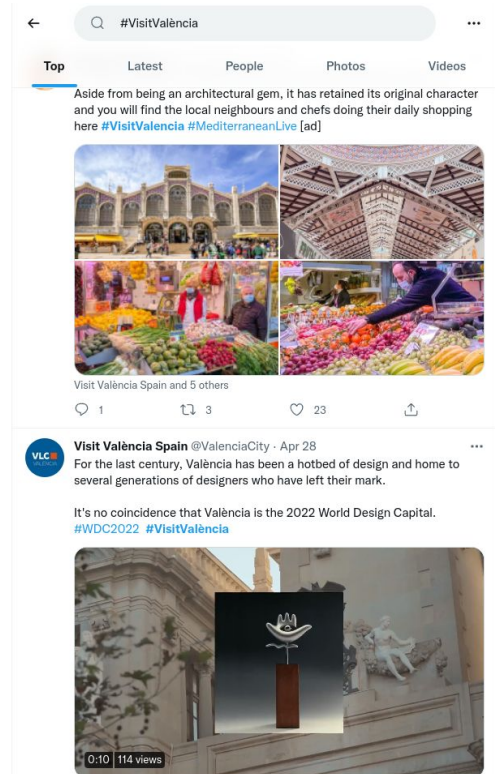 #VisitValència
Top
Latest
People
Photos
Videos
Aside from being an architectural gem, it has retained its original character
and you will find the local neighbours and chefs doing their daily shopping
here #VisitValencia #MediterraneanLive [ad]
Visit València Spain and 5 others
1
3
23
VLC
VALÈNCIA
Visit València Spain @ValenciaCity · Apr 28
For the last century, València has been a hotbed of design and home to
several generations of designers who have left their mark.
It's no coincidence that València is the 2022 World Design Capital.
#WDC2022 #VisitValència
0:10
114 views